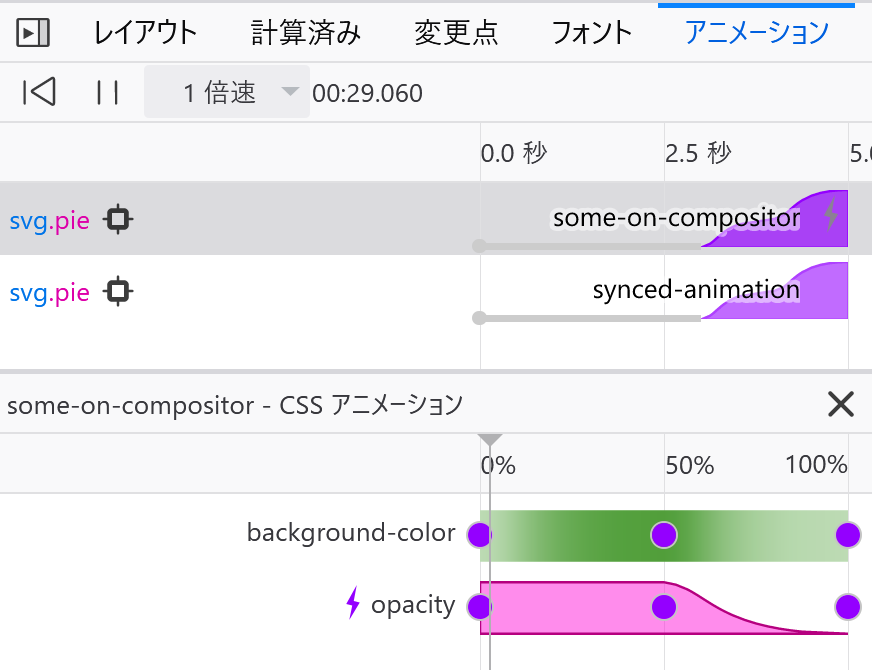 レイアウト 計算済み 変更点 フォント アニメーション
1 倍速 00:29.060
0.0 秒 2.5 秒 5.0
svg.pie some-on-compositor
svg.pie synced-animation
some-on-compositor - CSS アニメーション
0% 50% 100%
background-color
opacity